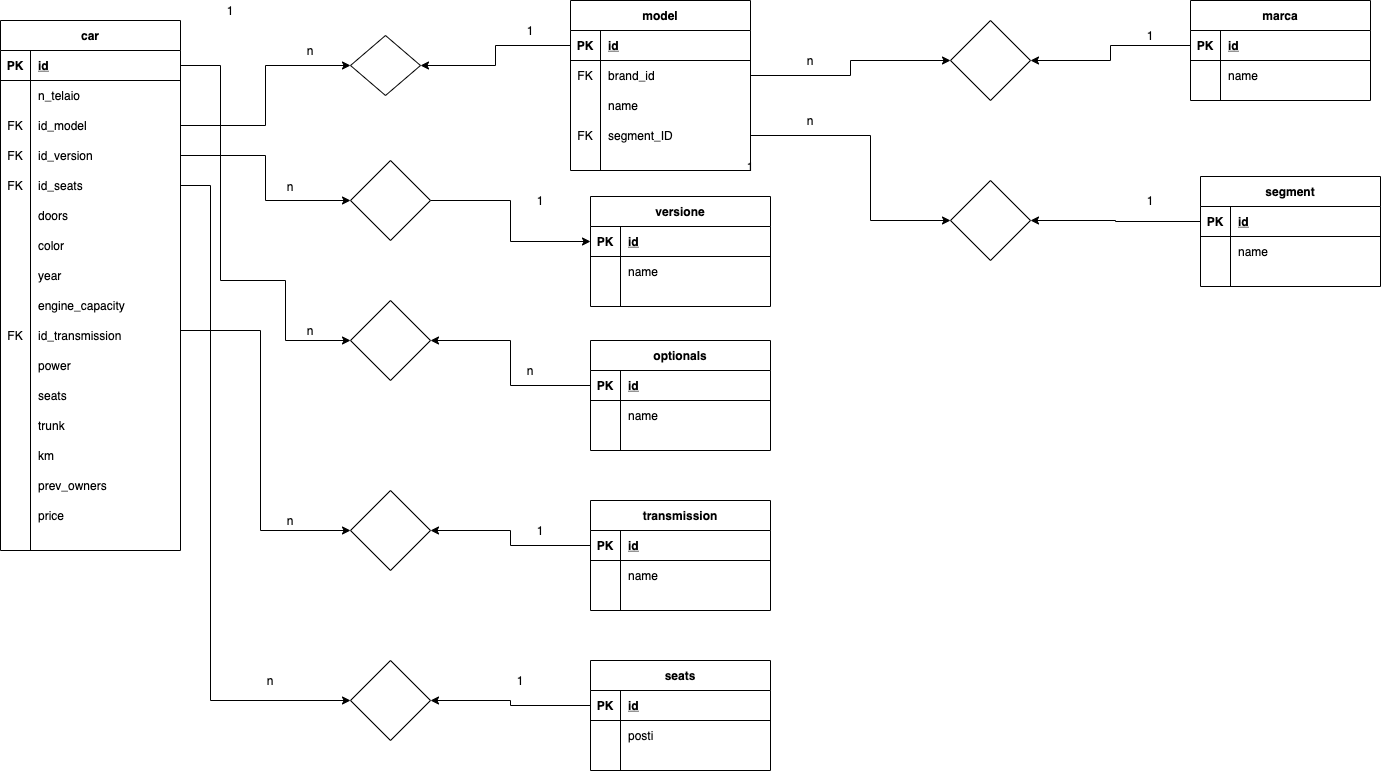 1
car
PK id
n_telaio
FK id_model
FK id_version
FK id_seats
doors
color
year
engine_capacity
FK id_transmission
power
seats
trunk
km
prev_owners
price
n
1
model
PK id
FK brand_id
name
FK segment_ID
n
1
marca
PK id
name
n
1
segment
PK id
name
n
1
versione
PK id
name
n
n
optionals
PK id
name
n
1
transmission
PK id
name
n
1
seats
PK id
posti